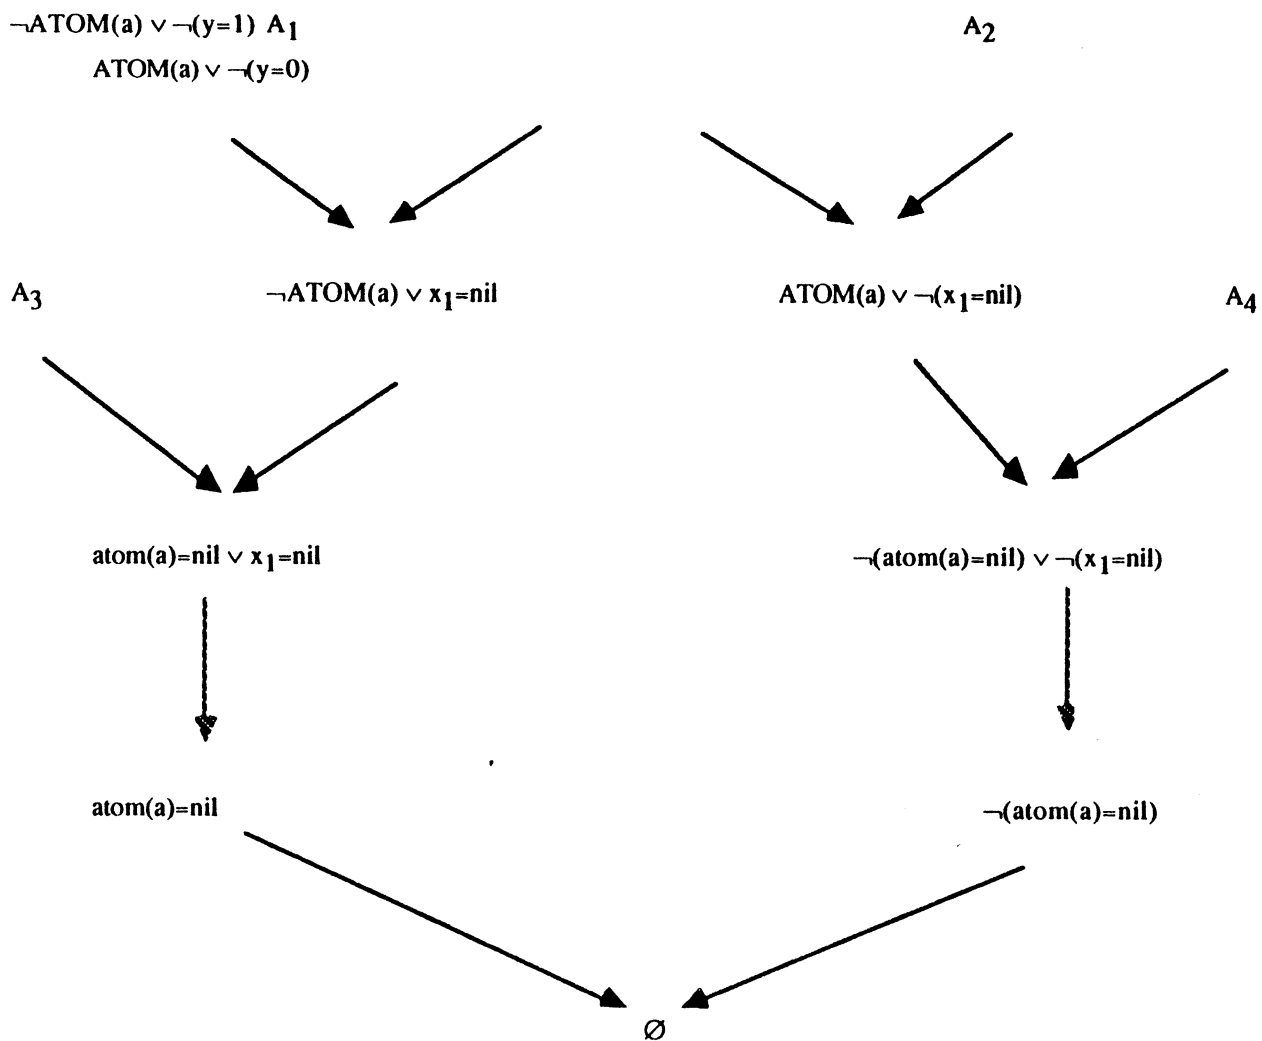 ¬ATOM(a) ∨ ¬(y=1) A₁
A₂
ATOM(a) ∨ ¬(y=0)
A₃
¬ATOM(a) ∨ x₁=nil
ATOM(a) ∨ ¬(x₁=nil)
A₄
atom(a)=nil ∨ x₁=nil
¬(atom(a)=nil) ∨ ¬(x₁=nil)
atom(a)=nil
¬(atom(a)=nil)
∅